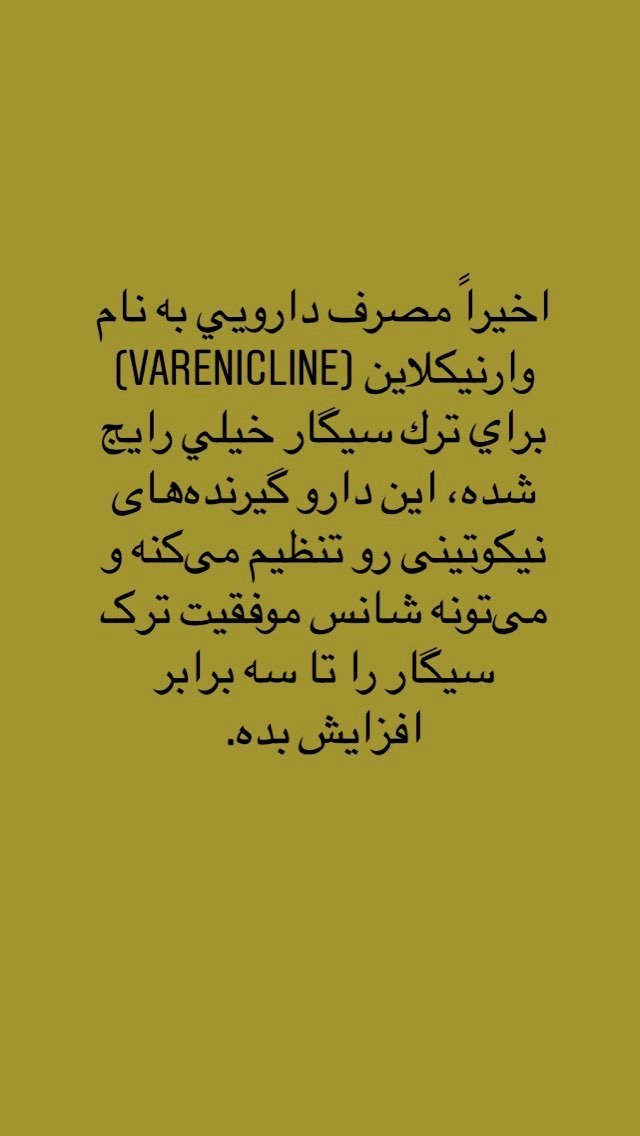 اخیراً مصرف دارويي به نام
وارنیکلاین (VARENICLINE)
براي ترك سیگار خیلي رایج
شده، این دارو گیرنده‌های
نیکوتینی رو تنظیم می‌کنه و
می‌تونه شانس موفقیت ترک
سیگار را تا سه برابر
افزایش بده.